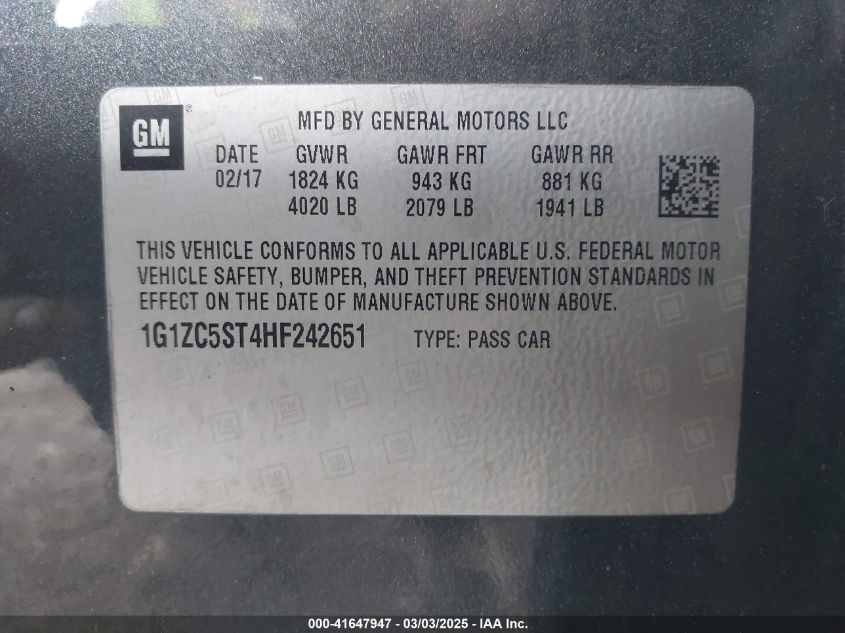 GM
MFD BY GENERAL MOTORS LLC
DATE GVWR GAWR FRT GAWR RR
02/17 1824 KG 943 KG 881 KG
4020 LB 2079 LB 1941 LB
THIS VEHICLE CONFORMS TO ALL APPLICABLE U.S. FEDERAL MOTOR
VEHICLE SAFETY, BUMPER, AND THEFT PREVENTION STANDARDS IN
EFFECT ON THE DATE OF MANUFACTURE SHOWN ABOVE.
1G1ZC5ST4HF242651 TYPE: PASS CAR
000-41647947 - 03/03/2025 - © IAA Inc.